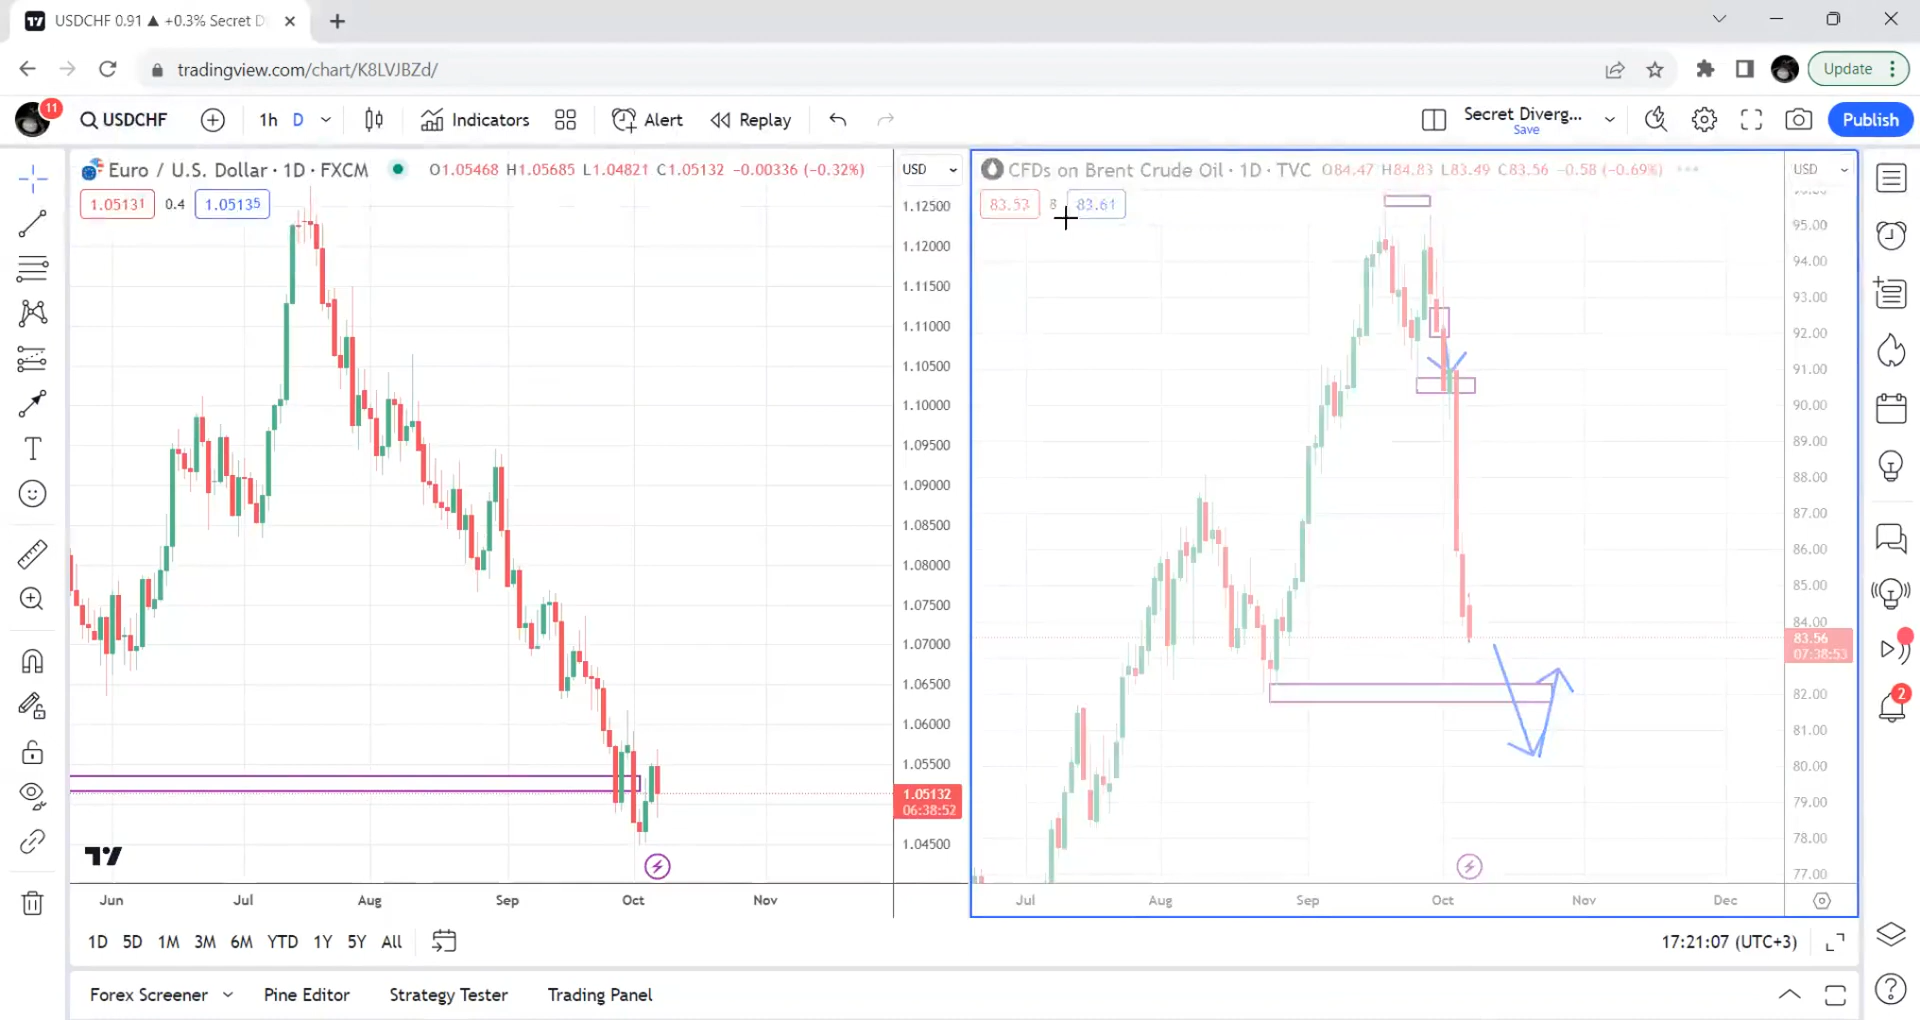 USDCHF 0.91 ▲ +0.3% Secret D
tradingview.com/chart/K8LVJBZd/
Update
11
USDCHF
1h D
Indicators
Alert
Replay
Secret Diverg...
Save
Publish
Euro / U.S. Dollar · 1D · FXCM
O1.05468 H1.05685 L1.04821 C1.05132 −0.00336 (−0.32%)
USD
1.05131 0.4 1.05135
1.12500
1.12000
1.11500
1.11000
1.10500
1.10000
1.09500
1.09000
1.08500
1.08000
1.07500
1.07000
1.06500
1.06000
1.05500
1.05132
06:38:52
1.04500
Jun Jul Aug Sep Oct Nov
CFDs on Brent Crude Oil · 1D · TVC
O84.47 H84.83 L83.49 C83.56 −0.58 (−0.69%)
USD
83.53 8 83.61
95.00
94.00
93.00
92.00
91.00
90.00
89.00
88.00
87.00
86.00
85.00
84.00
83.56
07:38:53
82.00
81.00
80.00
79.00
78.00
77.00
Jul Aug Sep Oct Nov Dec
2
1D 5D 1M 3M 6M YTD 1Y 5Y All
17:21:07 (UTC+3)
Forex Screener Pine Editor Strategy Tester Trading Panel